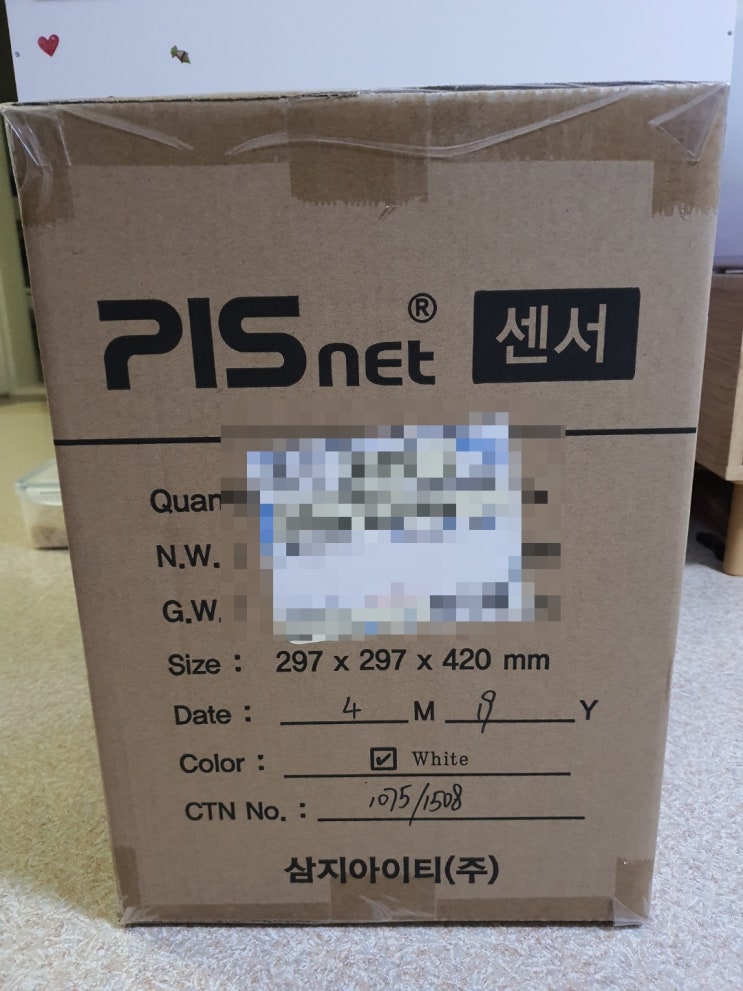 PISnet® 센서
Quan
N.W.
G.W.
Size : 297 x 297 x 420 mm
Date : 4 M 19 Y
Color : ☑ White
CTN No. : 1075/1508
삼지아이티(주)